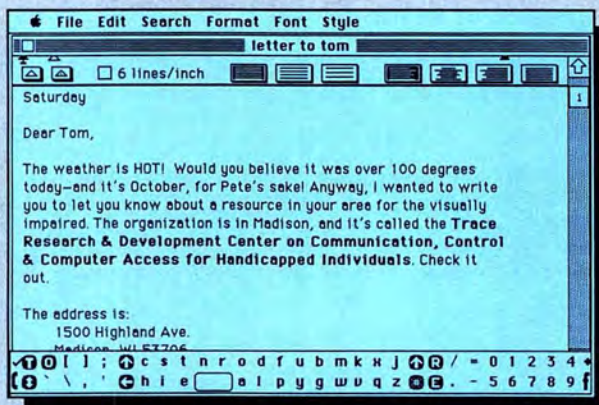 File Edit Search Format Font Style
letter to tom
6 lines/inch
1
Saturday
Dear Tom,
The weather is HOT! Would you believe it was over 100 degrees
today—and it's October, for Pete's sake! Anyway, I wanted to write
you to let you know about a resource in your area for the visually
impaired. The organization is in Madison, and it's called the Trace
Research & Development Center on Communication, Control
& Computer Access for Handicapped Individuals. Check it
out.
The address is:
1500 Highland Ave.
Madison, WI 53706
[ ] ; c s t n r o d f u b m k x j R / = 0 1 2 3 4
` \ , ' h i e a l p y g w v q z . - 5 6 7 8 9